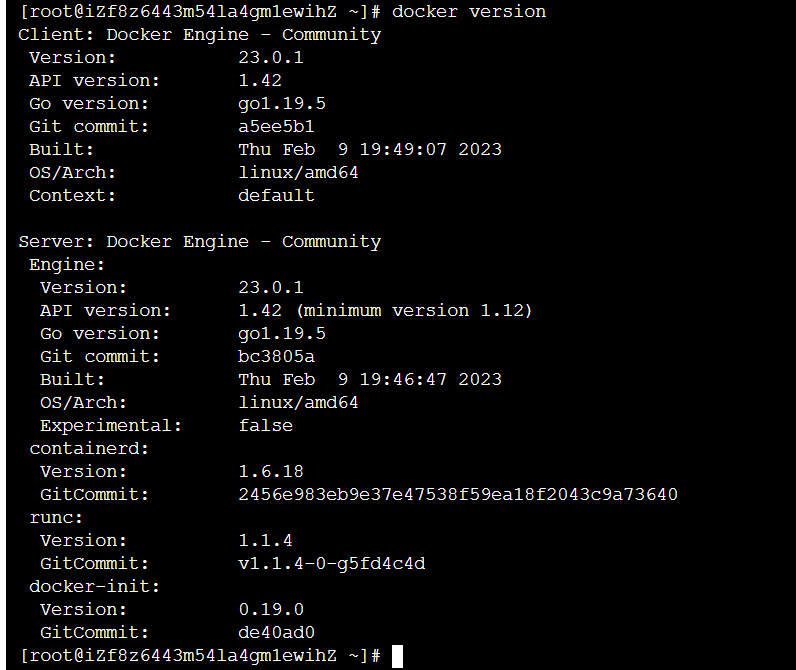 [root@iZf8z6443m54la4gm1ewihZ ~]# docker version
Client: Docker Engine - Community
 Version:           23.0.1
 API version:       1.42
 Go version:        go1.19.5
 Git commit:        a5ee5b1
 Built:             Thu Feb  9 19:49:07 2023
 OS/Arch:           linux/amd64
 Context:           default

Server: Docker Engine - Community
 Engine:
  Version:          23.0.1
  API version:      1.42 (minimum version 1.12)
  Go version:       go1.19.5
  Git commit:       bc3805a
  Built:            Thu Feb  9 19:46:47 2023
  OS/Arch:          linux/amd64
  Experimental:     false
 containerd:
  Version:          1.6.18
  GitCommit:        2456e983eb9e37e47538f59ea18f2043c9a73640
 runc:
  Version:          1.1.4
  GitCommit:        v1.1.4-0-g5fd4c4d
 docker-init:
  Version:          0.19.0
  GitCommit:        de40ad0
[root@iZf8z6443m54la4gm1ewihZ ~]#